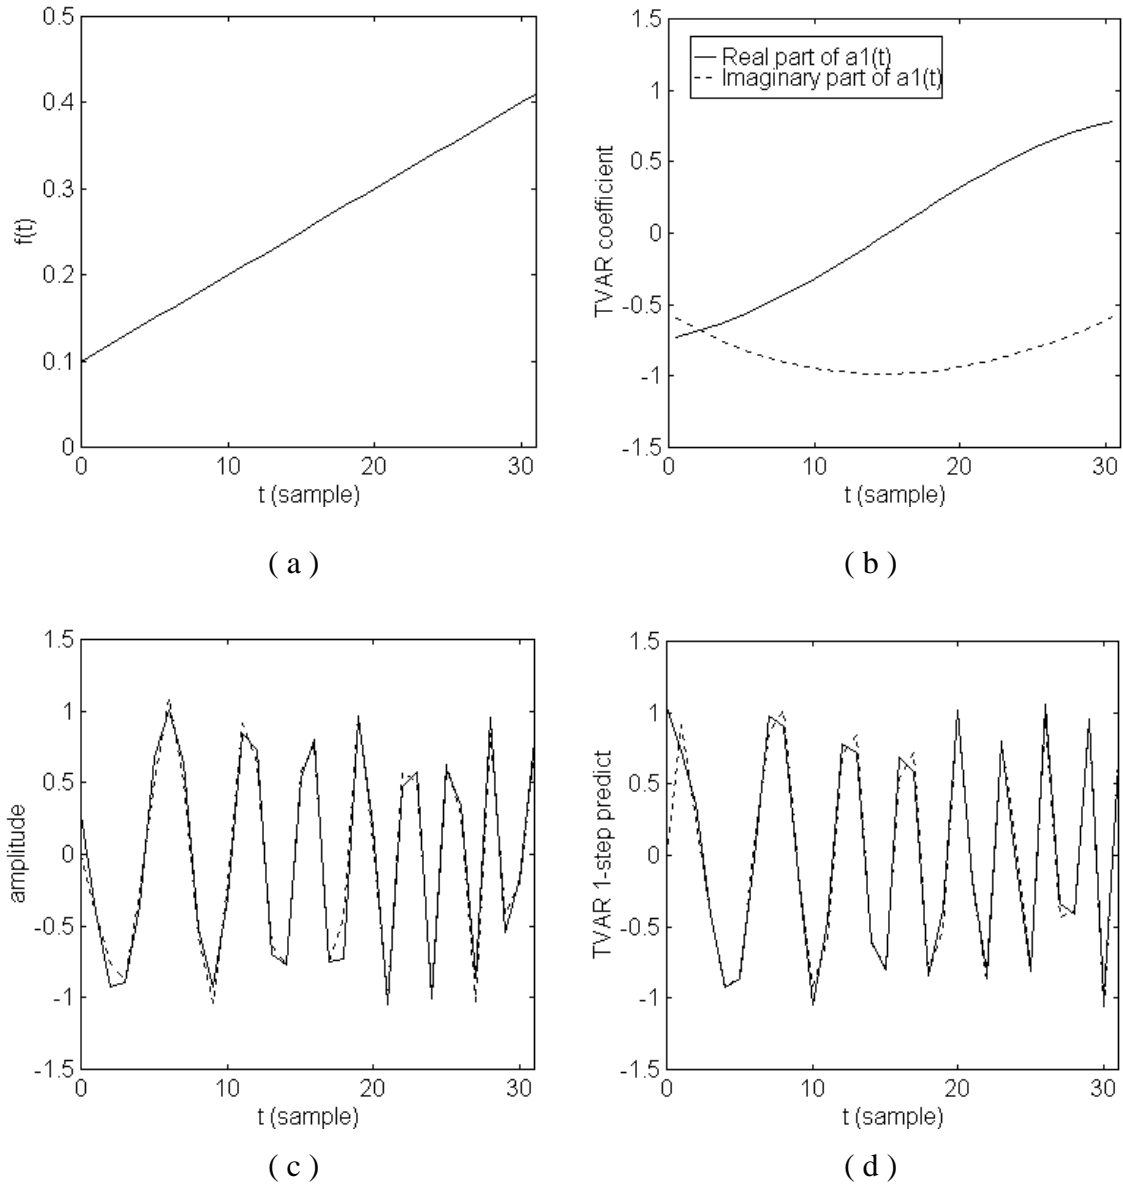 0.5
0.4
0.3
0.2
0.1
0
f(t)
0 10 20 30
t (sample)
( a )
1.5
1
0.5
0
-0.5
-1
-1.5
TVAR coefficient
Real part of a1(t)
Imaginary part of a1(t)
0 10 20 30
t (sample)
( b )
1.5
1
0.5
0
-0.5
-1
-1.5
amplitude
0 10 20 30
t (sample)
( c )
1.5
1
0.5
0
-0.5
-1
-1.5
TVAR 1-step predict
0 10 20 30
t (sample)
( d )